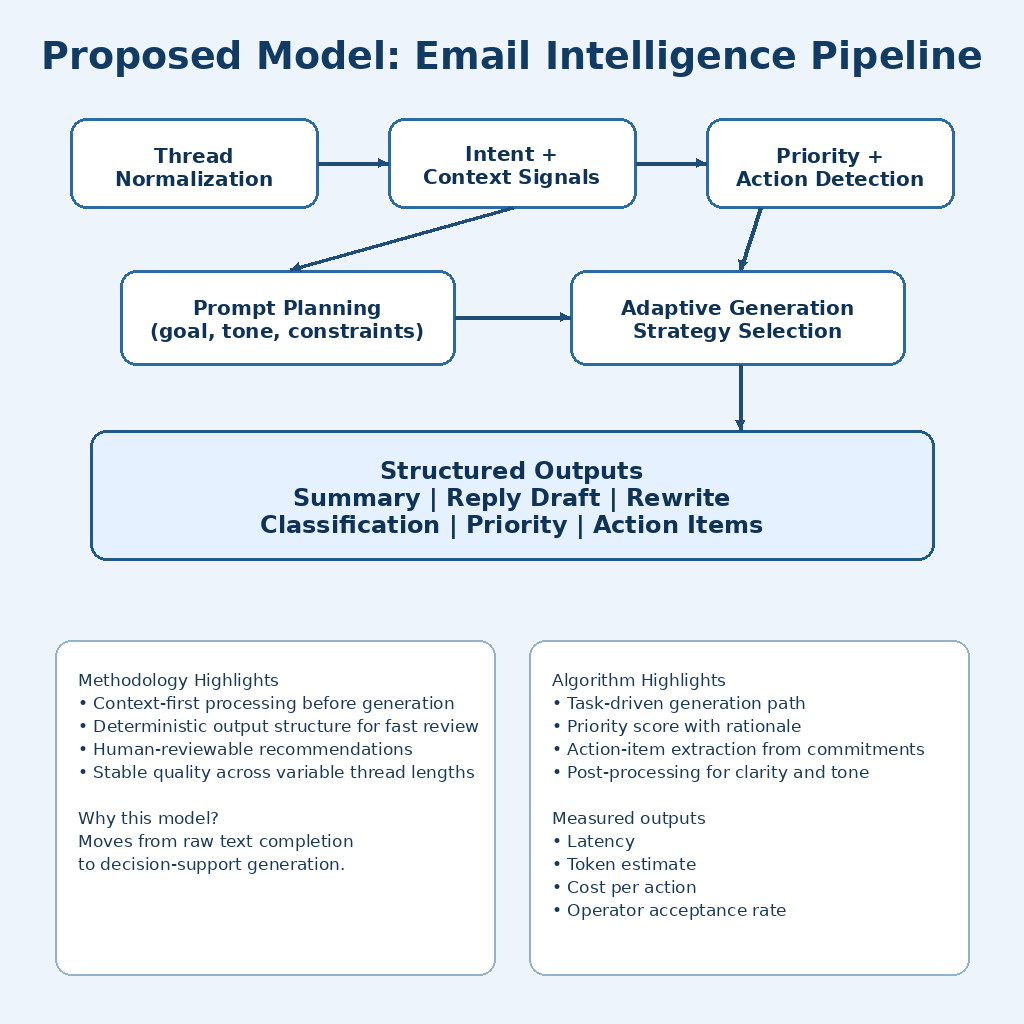 Proposed Model: Email Intelligence Pipeline
Thread
Normalization
Intent +
Context Signals
Priority +
Action Detection
Prompt Planning
(goal, tone, constraints)
Adaptive Generation
Strategy Selection
Structured Outputs
Summary | Reply Draft | Rewrite
Classification | Priority | Action Items
Methodology Highlights
• Context-first processing before generation
• Deterministic output structure for fast review
• Human-reviewable recommendations
• Stable quality across variable thread lengths
Why this model?
Moves from raw text completion
to decision-support generation.
Algorithm Highlights
• Task-driven generation path
• Priority score with rationale
• Action-item extraction from commitments
• Post-processing for clarity and tone
Measured outputs
• Latency
• Token estimate
• Cost per action
• Operator acceptance rate